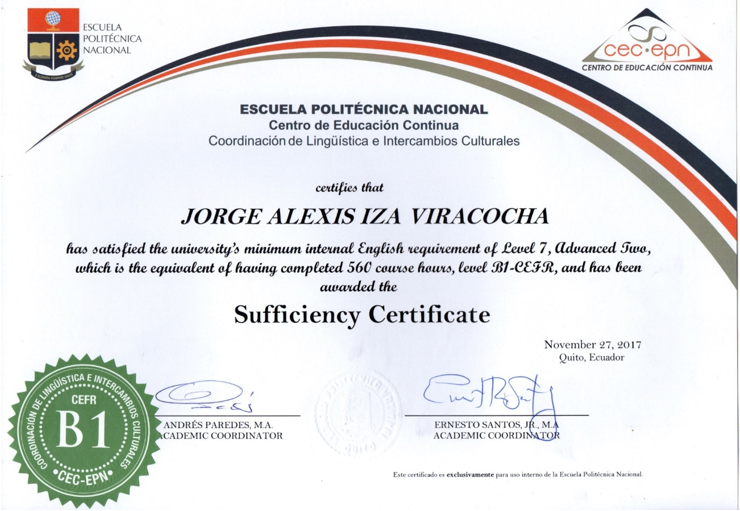 ESCUELA
POLITÉCNICA
NACIONAL
cec-epn
CENTRO DE EDUCACIÓN CONTINUA
ESCUELA POLITÉCNICA NACIONAL
Centro de Educación Continua
Coordinación de Lingüística e Intercambios Culturales
certifies that
JORGE ALEXIS IZA VIRACOCHA
has satisfied the university's minimum internal English requirement of Level 7, Advanced Two,
which is the equivalent of having completed 560 course hours, level B1-CEFR, and has been
awarded the
Sufficiency Certificate
November 27, 2017
Quito, Ecuador
ANDRÉS PAREDES, M.A.
ACADEMIC COORDINATOR
ERNESTO SANTOS, JR., M.A
ACADEMIC COORDINATOR
COORDINACIÓN DE LINGÜÍSTICA E INTERCAMBIOS CULTURALES
CEFR
B1
•CEC-EPN•
Este certificado es exclusivamente para uso interno de la Escuela Politécnica Nacional.